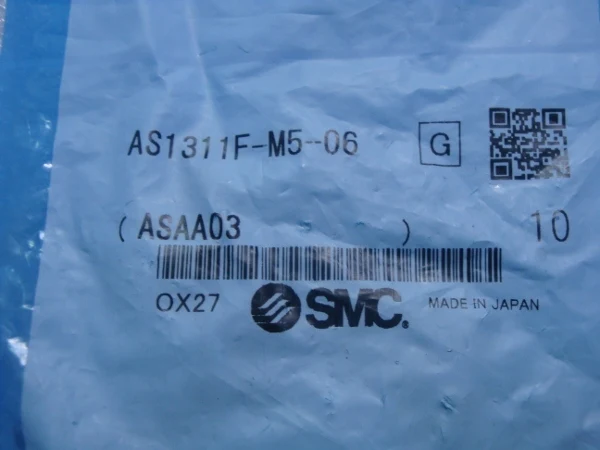 AS1311F-M5-06 G
( ASAA03 ) 10
OX27 SMC. MADE IN JAPAN